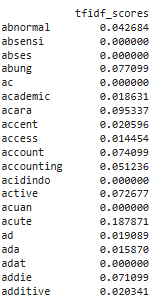 tfidf_scores
abnormal 0.042684
absensi 0.000000
abses 0.000000
abung 0.077099
ac 0.000000
academic 0.018631
acara 0.095337
accent 0.020596
access 0.014454
account 0.074099
accounting 0.051236
acidindo 0.000000
active 0.072677
acuan 0.000000
acute 0.187871
ad 0.019089
ada 0.015870
adat 0.000000
addie 0.071099
additive 0.020341